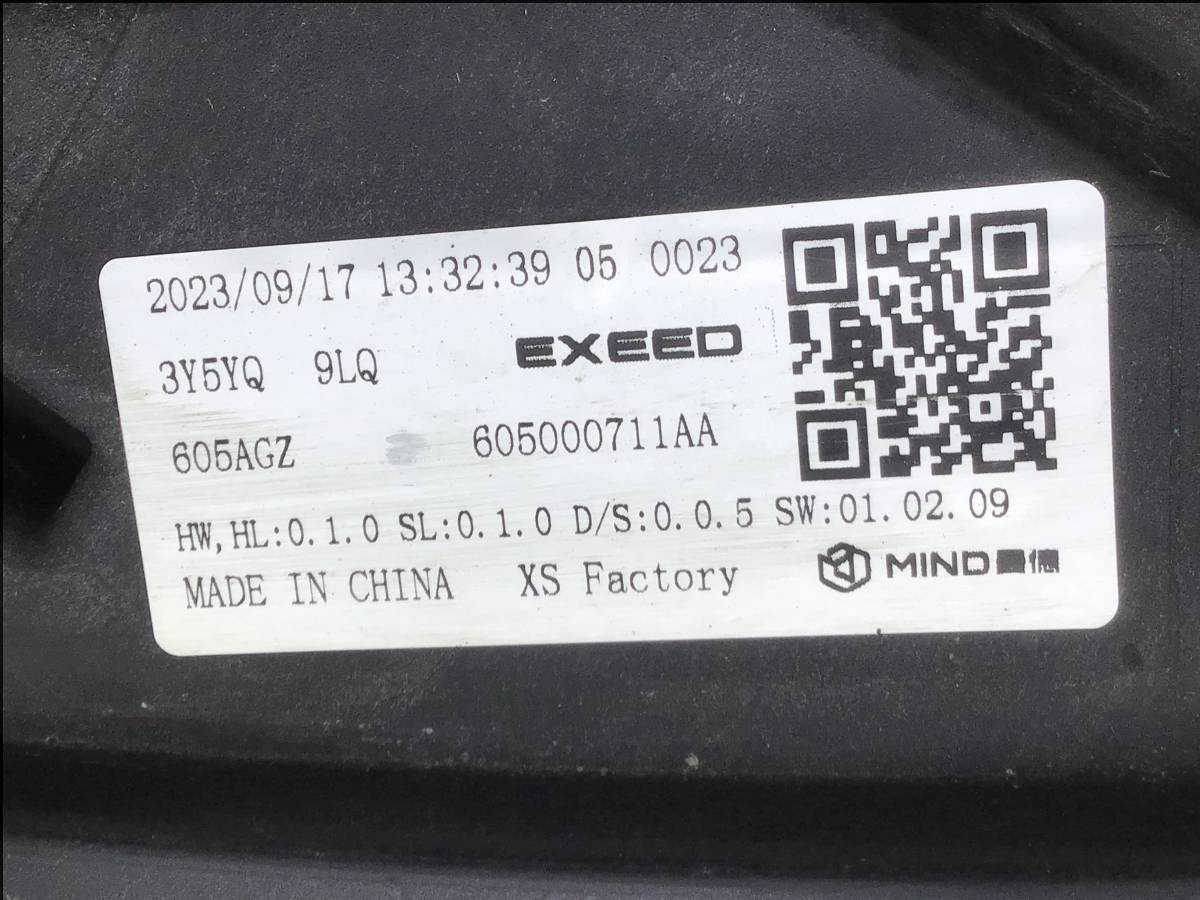 2023/09/17 13:32:39 05 0023
3Y5YQ 9LQ EXEED
605AGZ 605000711AA
HW,HL:0.1.0 SL:0.1.0 D/S:0.0.5 SW:01.02.09
MADE IN CHINA XS Factory MIND